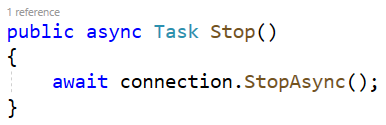 1 reference
public async Task Stop()
{
    await connection.StopAsync();
}